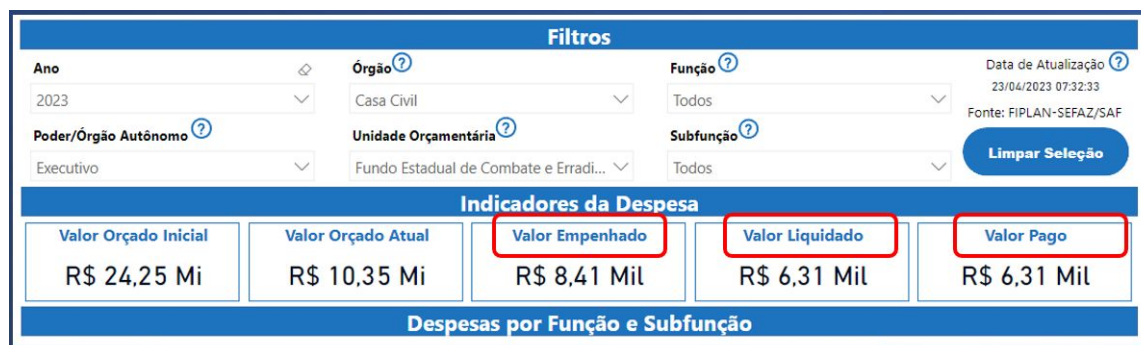 Filtros
Ano
Órgão
Função
Data de Atualização
23/04/2023 07:32:33
2023
Casa Civil
Todos
Fonte: FIPLAN-SEFAZ/SAF
Poder/Órgão Autônomo
Unidade Orçamentária
Subfunção
Limpar Seleção
Executivo
Fundo Estadual de Combate e Erradi...
Todos
Indicadores da Despesa
Valor Orçado Inicial
R$ 24,25 Mi
Valor Orçado Atual
R$ 10,35 Mi
Valor Empenhado
R$ 8,41 Mil
Valor Liquidado
R$ 6,31 Mil
Valor Pago
R$ 6,31 Mil
Despesas por Função e Subfunção